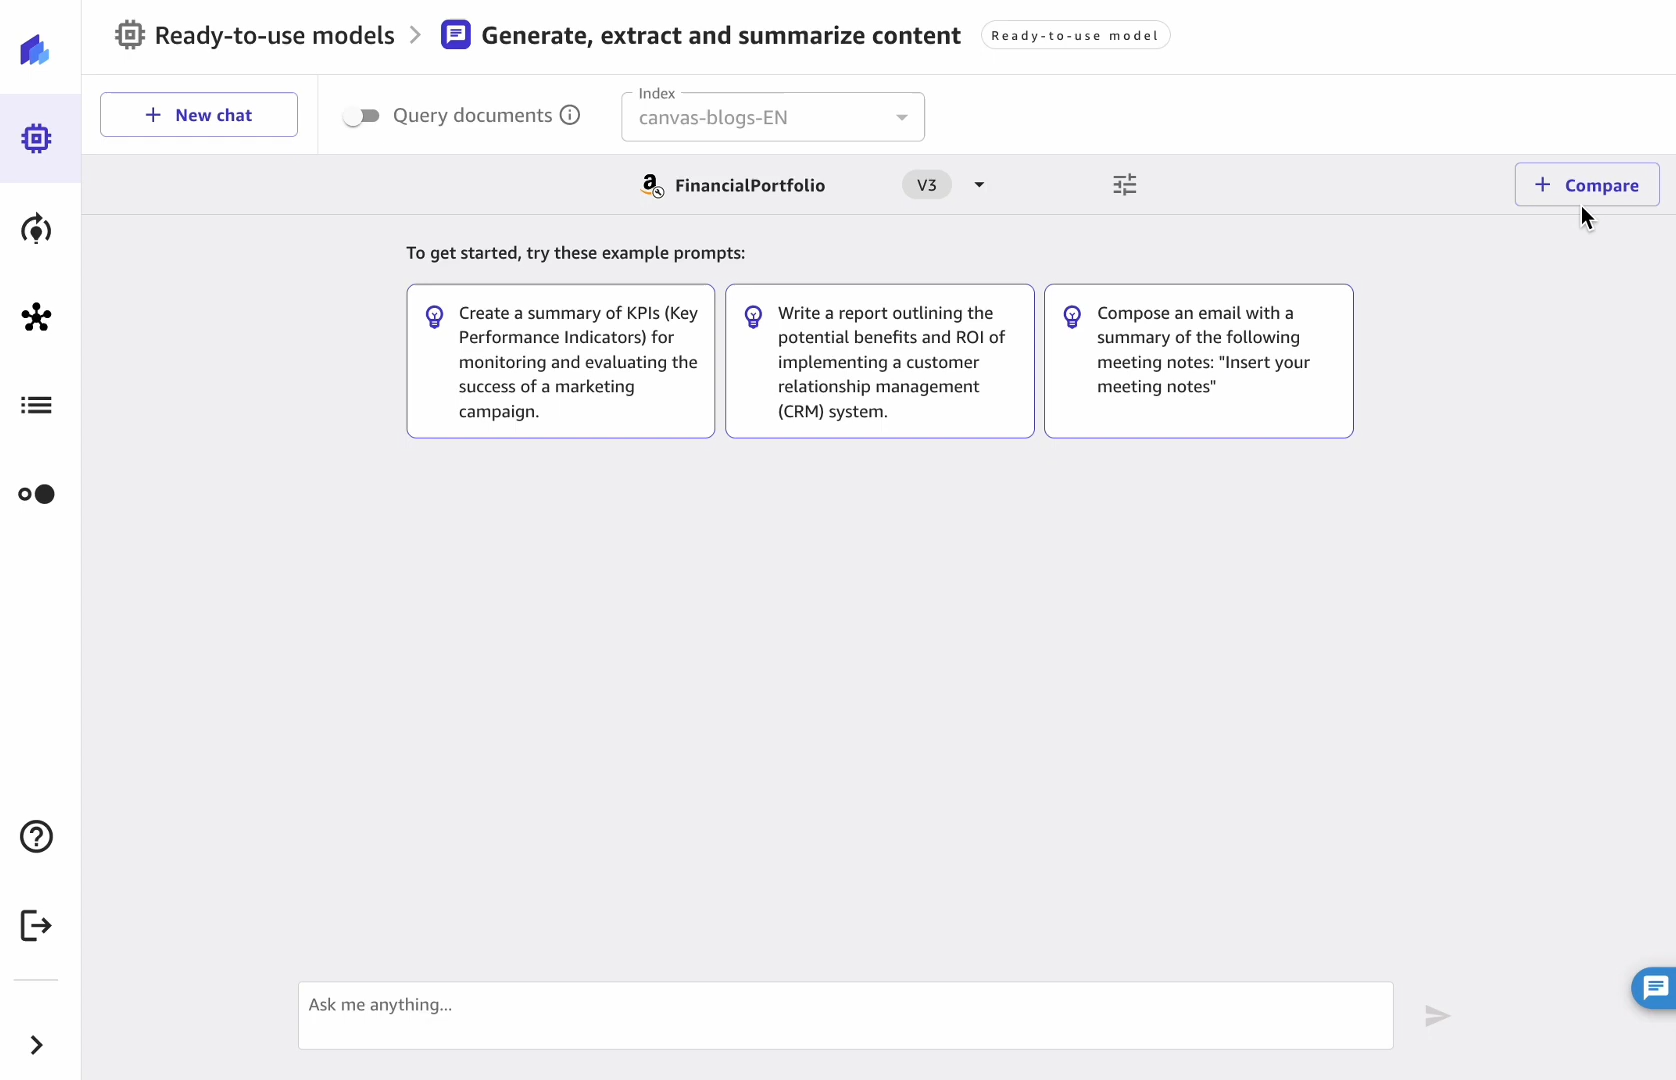 Ready-to-use models
Generate, extract and summarize content
Ready-to-use model
New chat
Query documents
Index
canvas-blogs-EN
FinancialPortfolio
V3
Compare
To get started, try these example prompts:
Create a summary of KPIs (Key
Performance Indicators) for
monitoring and evaluating the
success of a marketing
campaign.
Write a report outlining the
potential benefits and ROI of
implementing a customer
relationship management
(CRM) system.
Compose an email with a
summary of the following
meeting notes: "Insert your
meeting notes"
Ask me anything...